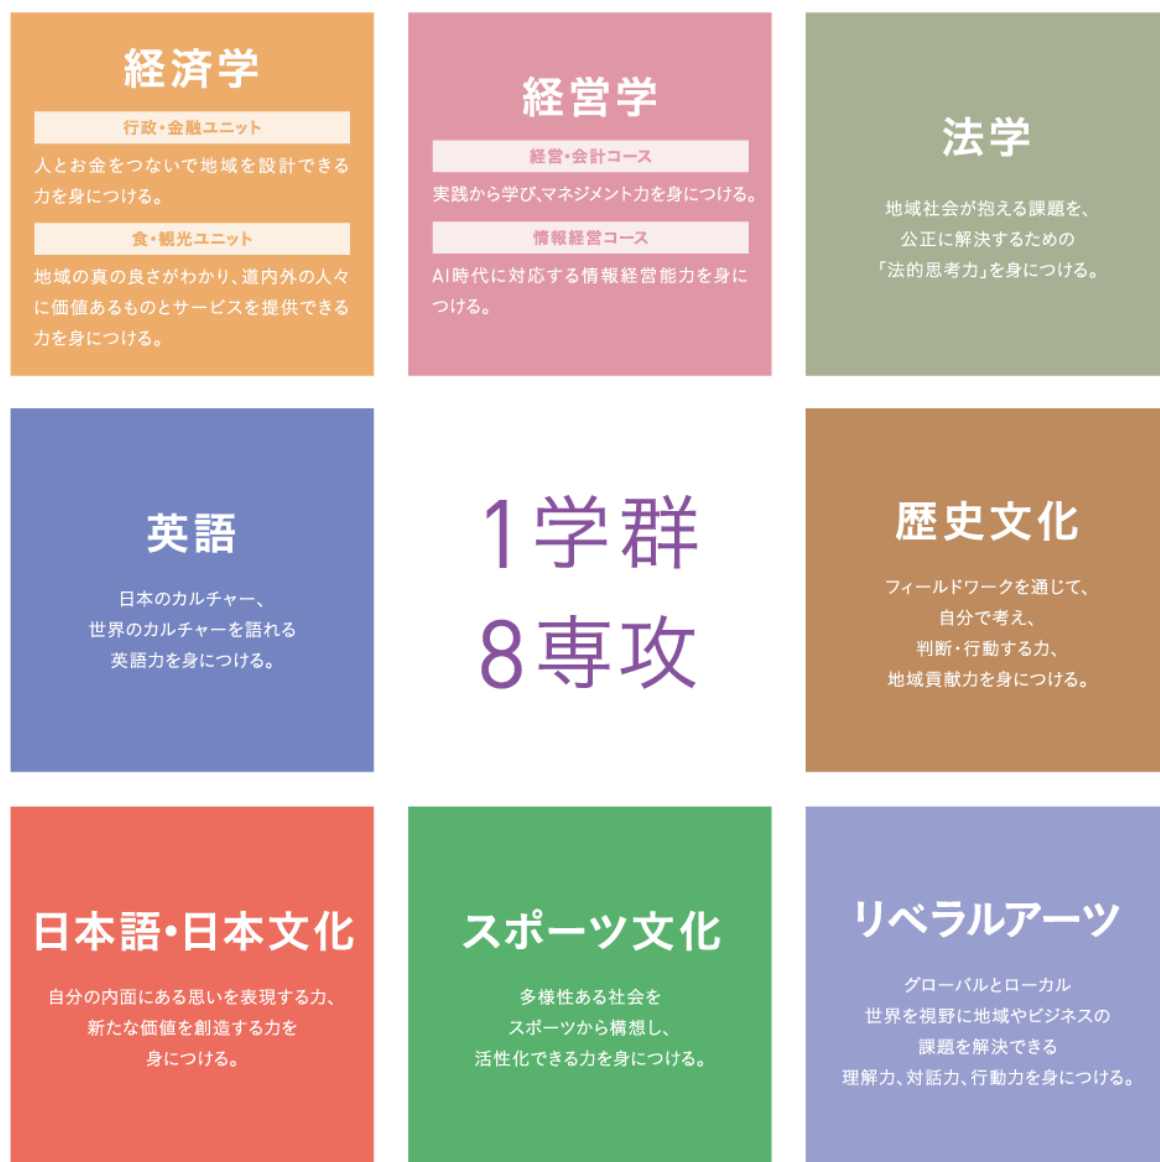 経済学
行政・金融ユニット
人とお金をつないで地域を設計できる
力を身につける。
食・観光ユニット
地域の真の良さがわかり、道内外の人々
に価値あるものとサービスを提供できる
力を身につける。
経営学
経営・会計コース
実践から学び、マネジメント力を身につける。
情報経営コース
AI時代に対応する情報経営能力を身に
つける。
法学
地域社会が抱える課題を、
公正に解決するための
「法的思考力」を身につける。
英語
日本のカルチャー、
世界のカルチャーを語れる
英語力を身につける。
1学群
8専攻
歴史文化
フィールドワークを通じて、
自分で考え、
判断・行動する力、
地域貢献力を身につける。
日本語・日本文化
自分の内面にある思いを表現する力、
新たな価値を創造する力を
身につける。
スポーツ文化
多様性ある社会を
スポーツから構想し、
活性化できる力を身につける。
リベラルアーツ
グローバルとローカル
世界を視野に地域やビジネスの
課題を解決できる
理解力、対話力、行動力を身につける。